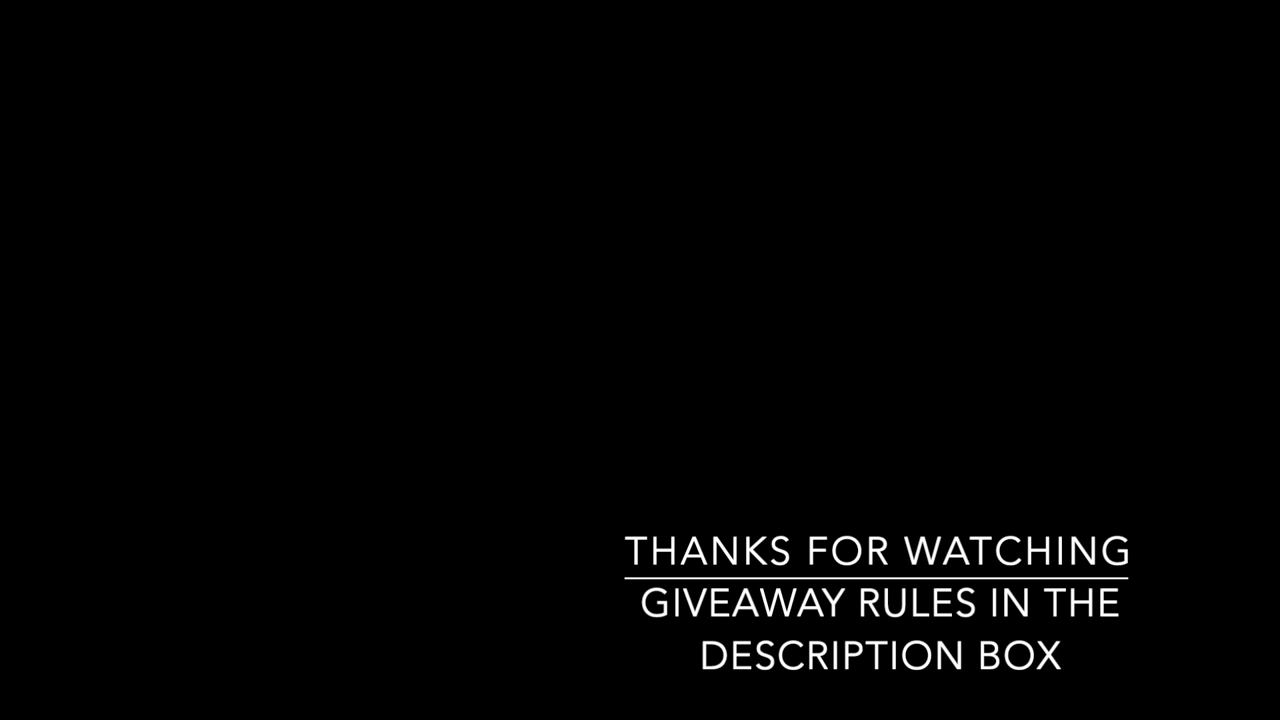 THANKS FOR WATCHING
GIVEAWAY RULES IN THE
DESCRIPTION BOX